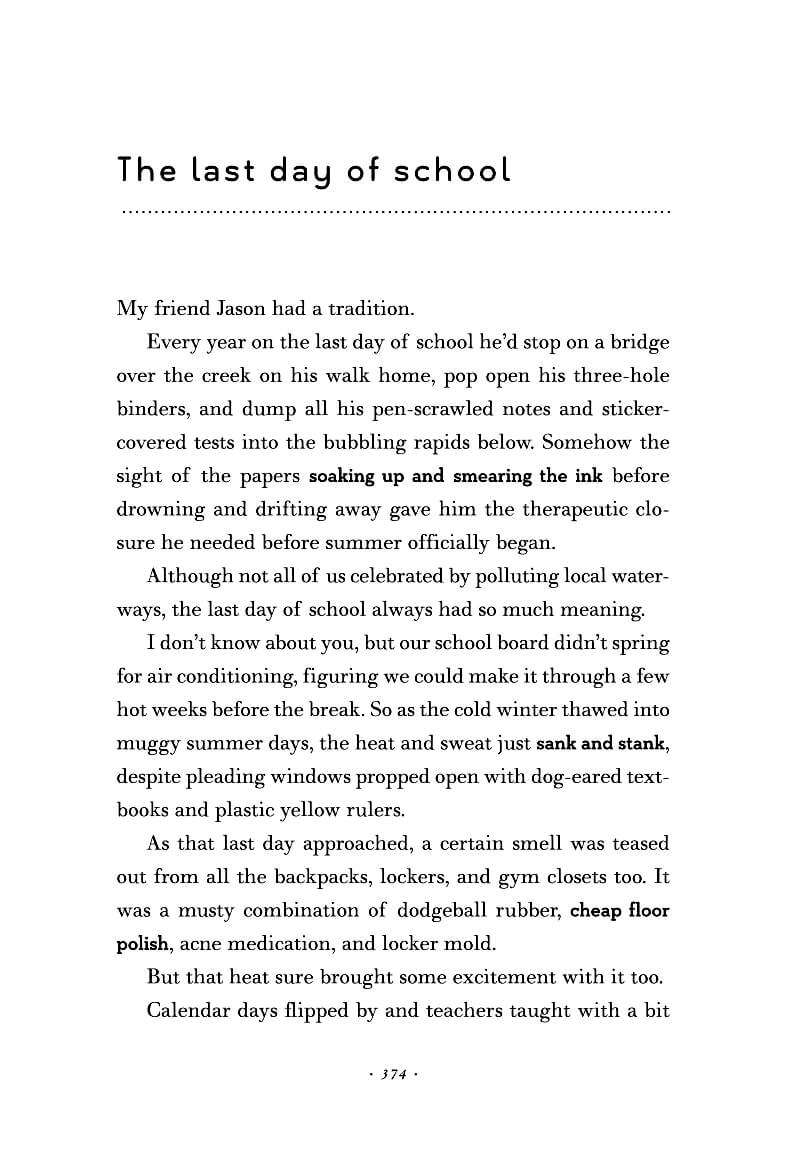 The last day of school
My friend Jason had a tradition.
Every year on the last day of school he’d stop on a bridge
over the creek on his walk home, pop open his three-hole
binders, and dump all his pen-scrawled notes and sticker-
covered tests into the bubbling rapids below. Somehow the
sight of the papers soaking up and smearing the ink before
drowning and drifting away gave him the therapeutic clo-
sure he needed before summer officially began.
Although not all of us celebrated by polluting local water-
ways, the last day of school always had so much meaning.
I don’t know about you, but our school board didn’t spring
for air conditioning, figuring we could make it through a few
hot weeks before the break. So as the cold winter thawed into
muggy summer days, the heat and sweat just sank and stank,
despite pleading windows propped open with dog-eared text-
books and plastic yellow rulers.
As that last day approached, a certain smell was teased
out from all the backpacks, lockers, and gym closets too. It
was a musty combination of dodgeball rubber, cheap floor
polish, acne medication, and locker mold.
But that heat sure brought some excitement with it too.
Calendar days flipped by and teachers taught with a bit
· 374 ·